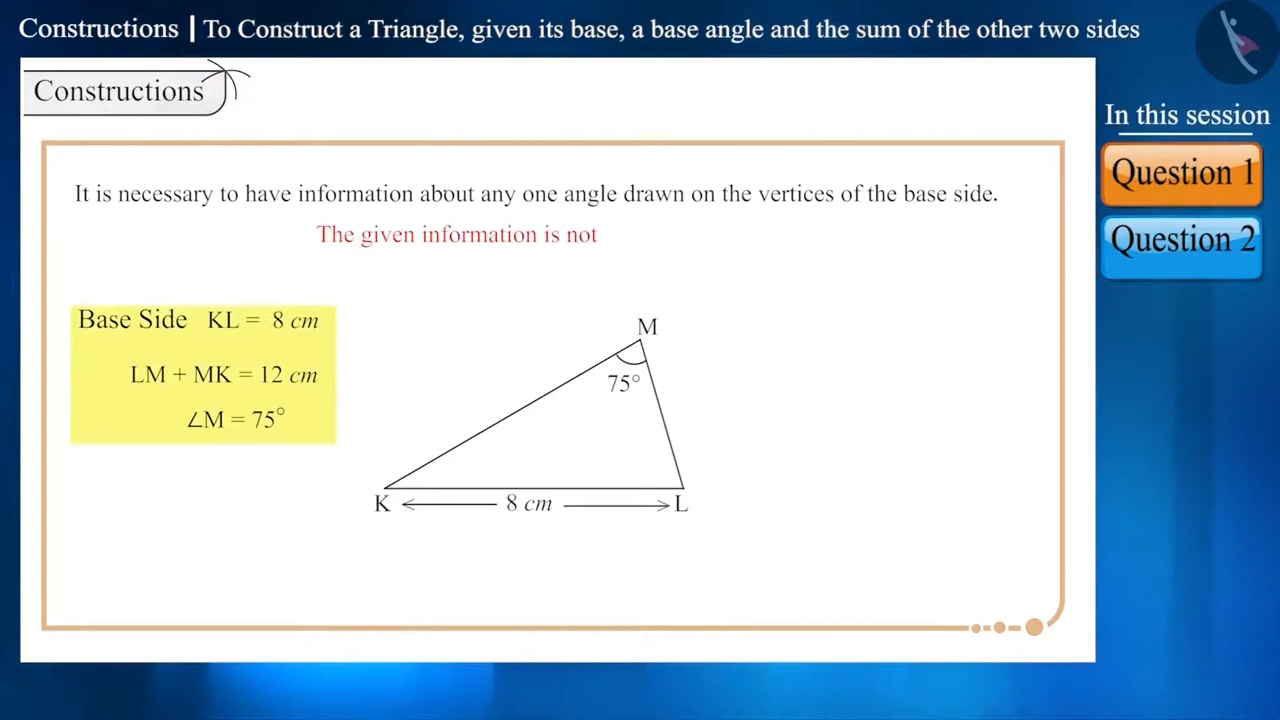 Constructions | To Construct a Triangle, given its base, a base angle and the sum of the other two sides
Constructions
In this session
Question 1
Question 2
It is necessary to have information about any one angle drawn on the vertices of the base side.
The given information is not
Base Side KL = 8 cm
LM + MK = 12 cm
∠M = 75°
M
75°
K
8 cm
L